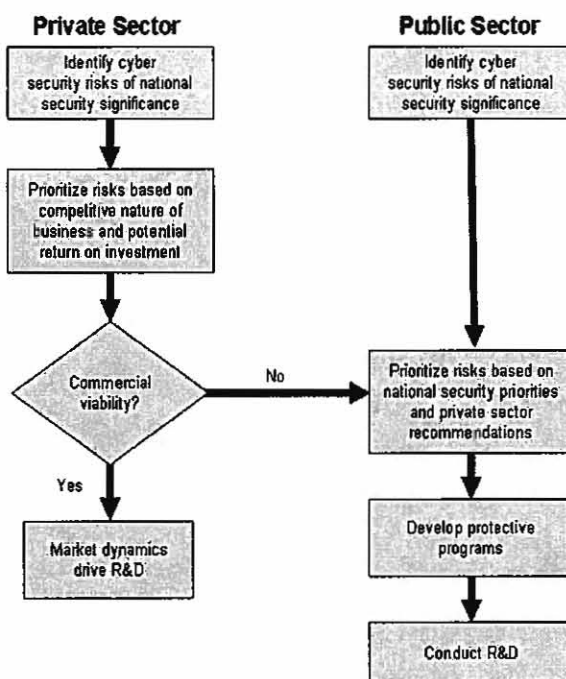 Private Sector
Identify cyber
security risks of national
security significance
Prioritize risks based on
competitive nature of
business and potential
return on investment
Commercial
viability?
No
Yes
Market dynamics
drive R&D
Public Sector
Identify cyber
security risks of national
security significance
Prioritize risks based on
national security priorities
and private sector
recommendations
Develop protective
programs
Conduct R&D